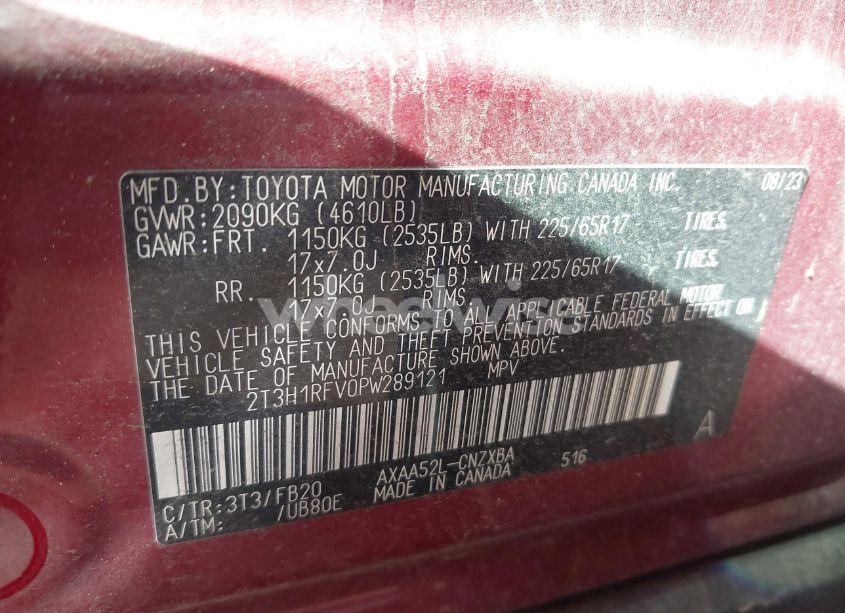 MFD.BY:TOYOTA MOTOR MANUFACTURING CANADA INC. 08/23
GVWR:2090KG (4610LB)
GAWR:FRT. 1150KG (2535LB) WITH 225/65R17 TIRES,
17x7.0J RIMS.
RR. 1150KG (2535LB) WITH 225/65R17 TIRES,
17x7.0J RIMS.
THIS VEHICLE CONFORMS TO ALL APPLICABLE FEDERAL MOTOR
VEHICLE SAFETY AND THEFT PREVENTION STANDARDS IN EFFECT ON
THE DATE OF MANUFACTURE SHOWN ABOVE.
2T3H1RFV0PW289121 MPV
A
C/TR:3T3/FB20 AXAA52L-CNZXBA 516
A/TM: /UB80E MADE IN CANADA